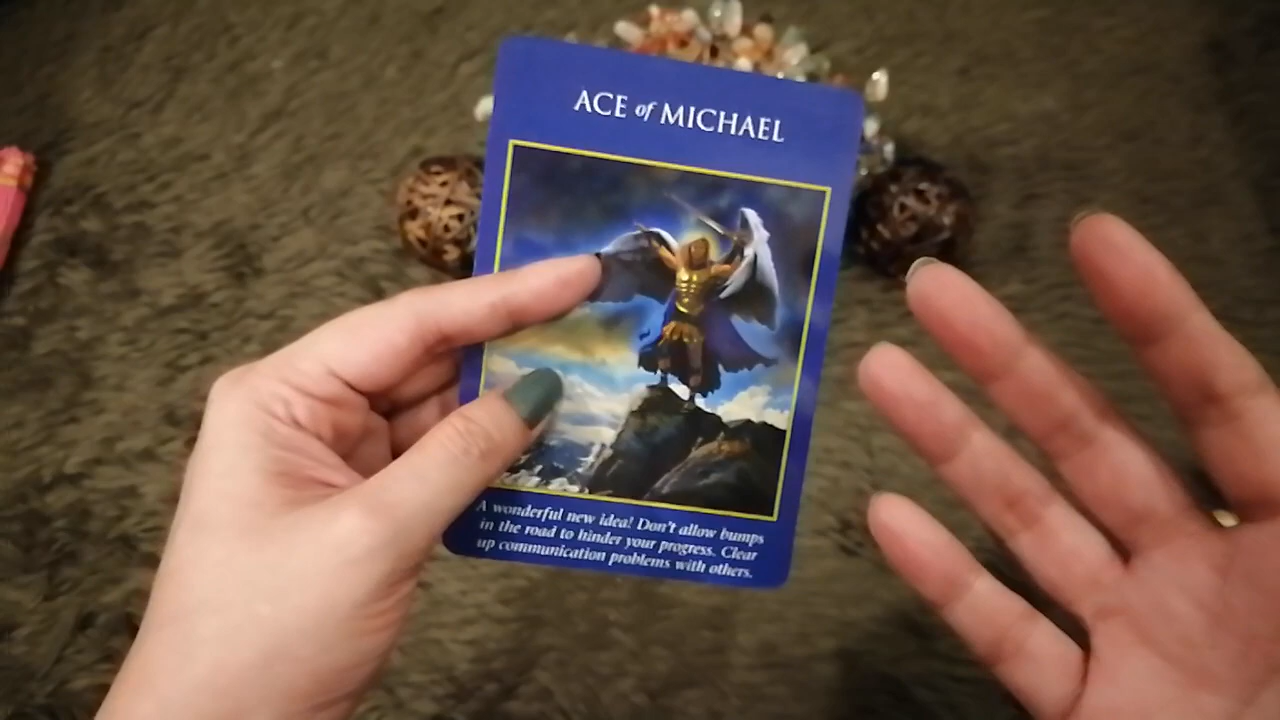 ACE of MICHAEL
A wonderful new idea! Don't allow bumps
in the road to hinder your progress. Clear
up communication problems with others.